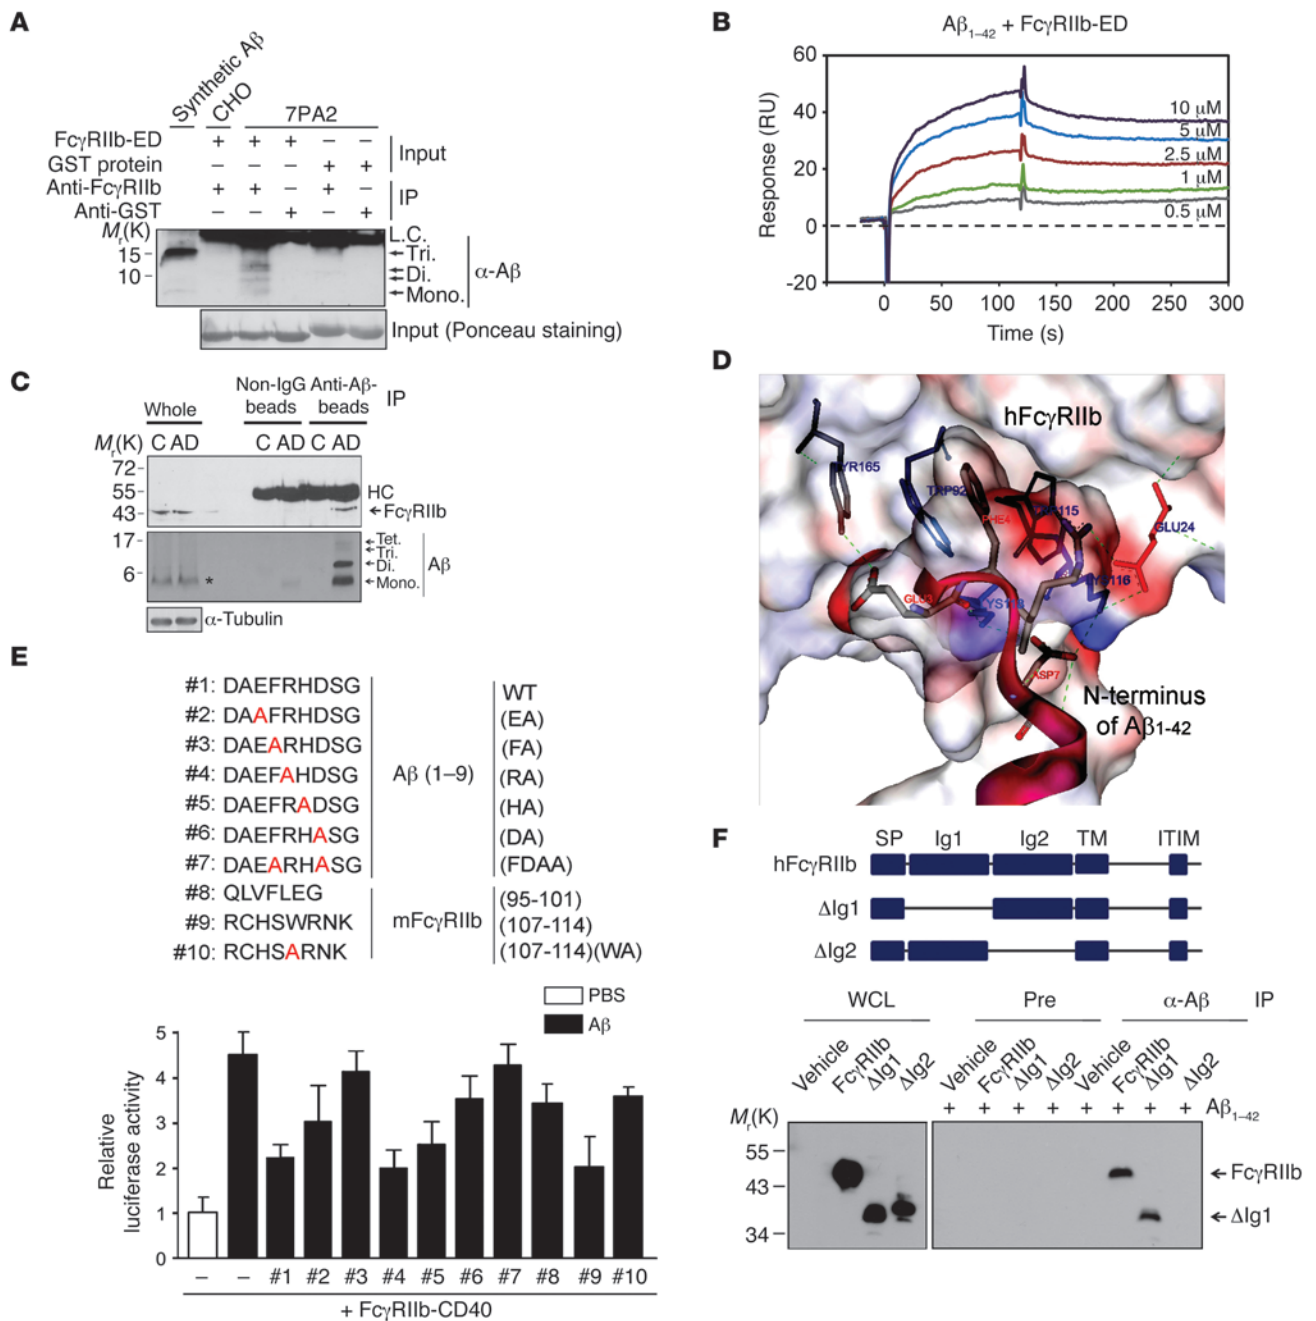 A
Synthetic Aβ
CHO
7PA2
FcγRIIb-ED + + + – –
GST protein – – – + +
Input
Anti-FcγRIIb + + – + –
Anti-GST – – + – +
IP
Mr(K)
15
10
L.C.
Tri.
Di.
Mono.
α-Aβ
Input (Ponceau staining)
B
Aβ1–42 + FcγRIIb-ED
Response (RU)
60
40
20
0
-20
10 μM
5 μM
2.5 μM
1 μM
0.5 μM
0 50 100 150 200 250 300
Time (s)
C
Whole
Non-IgG beads
Anti-Aβ-beads
IP
C AD C AD C AD
Mr(K)
72
55
43
HC
FcγRIIb
17
6
Tet.
Tri.
Di.
Mono.
Aβ
*
α-Tubulin
D
hFcγRIIb
YR165
TRP92
PHE4
115
GLU24
116
GLU3
LYS118
ASP7
N-terminus
of Aβ1-42
E
#1: DAEFRHDSG WT
#2: DAAFRHDSG (EA)
#3: DAEARHDSG (FA)
#4: DAEFAHDSG (RA)
#5: DAEFRADSG (HA)
#6: DAEFRHASG (DA)
#7: DAEARHASG (FDAA)
Aβ (1–9)
#8: QLVFLEG (95-101)
#9: RCHSWRNK (107-114)
#10: RCHSARNK (107-114)(WA)
mFcγRIIb
PBS
Aβ
Relative
luciferase activity
5
4
3
2
1
0
– – #1 #2 #3 #4 #5 #6 #7 #8 #9 #10
+ FcγRIIb-CD40
F
SP Ig1 Ig2 TM ITIM
hFcγRIIb
ΔIg1
ΔIg2
WCL Pre α-Aβ IP
Vehicle FcγRIIb ΔIg1 ΔIg2 Vehicle FcγRIIb ΔIg1 ΔIg2 Vehicle FcγRIIb ΔIg1 ΔIg2
+ + + + + + + + Aβ1–42
Mr(K)
55
43
34
FcγRIIb
ΔIg1